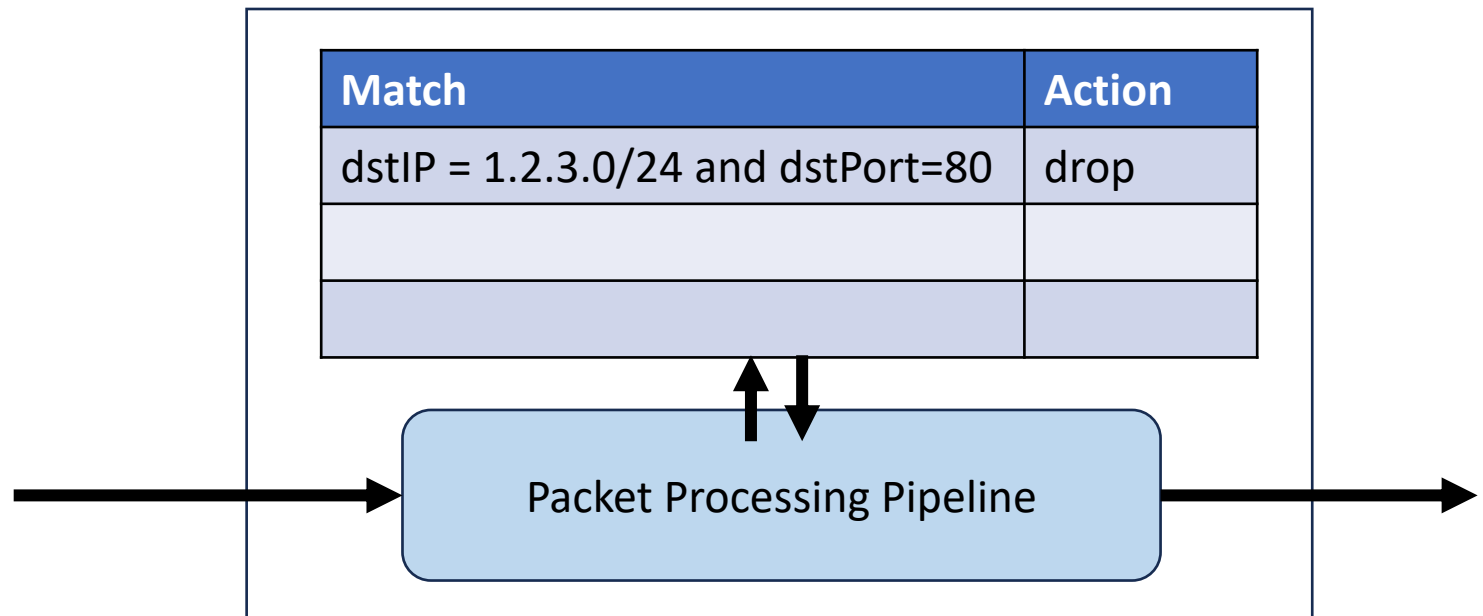 Match Action
dstIP = 1.2.3.0/24 and dstPort=80 drop
Packet Processing Pipeline